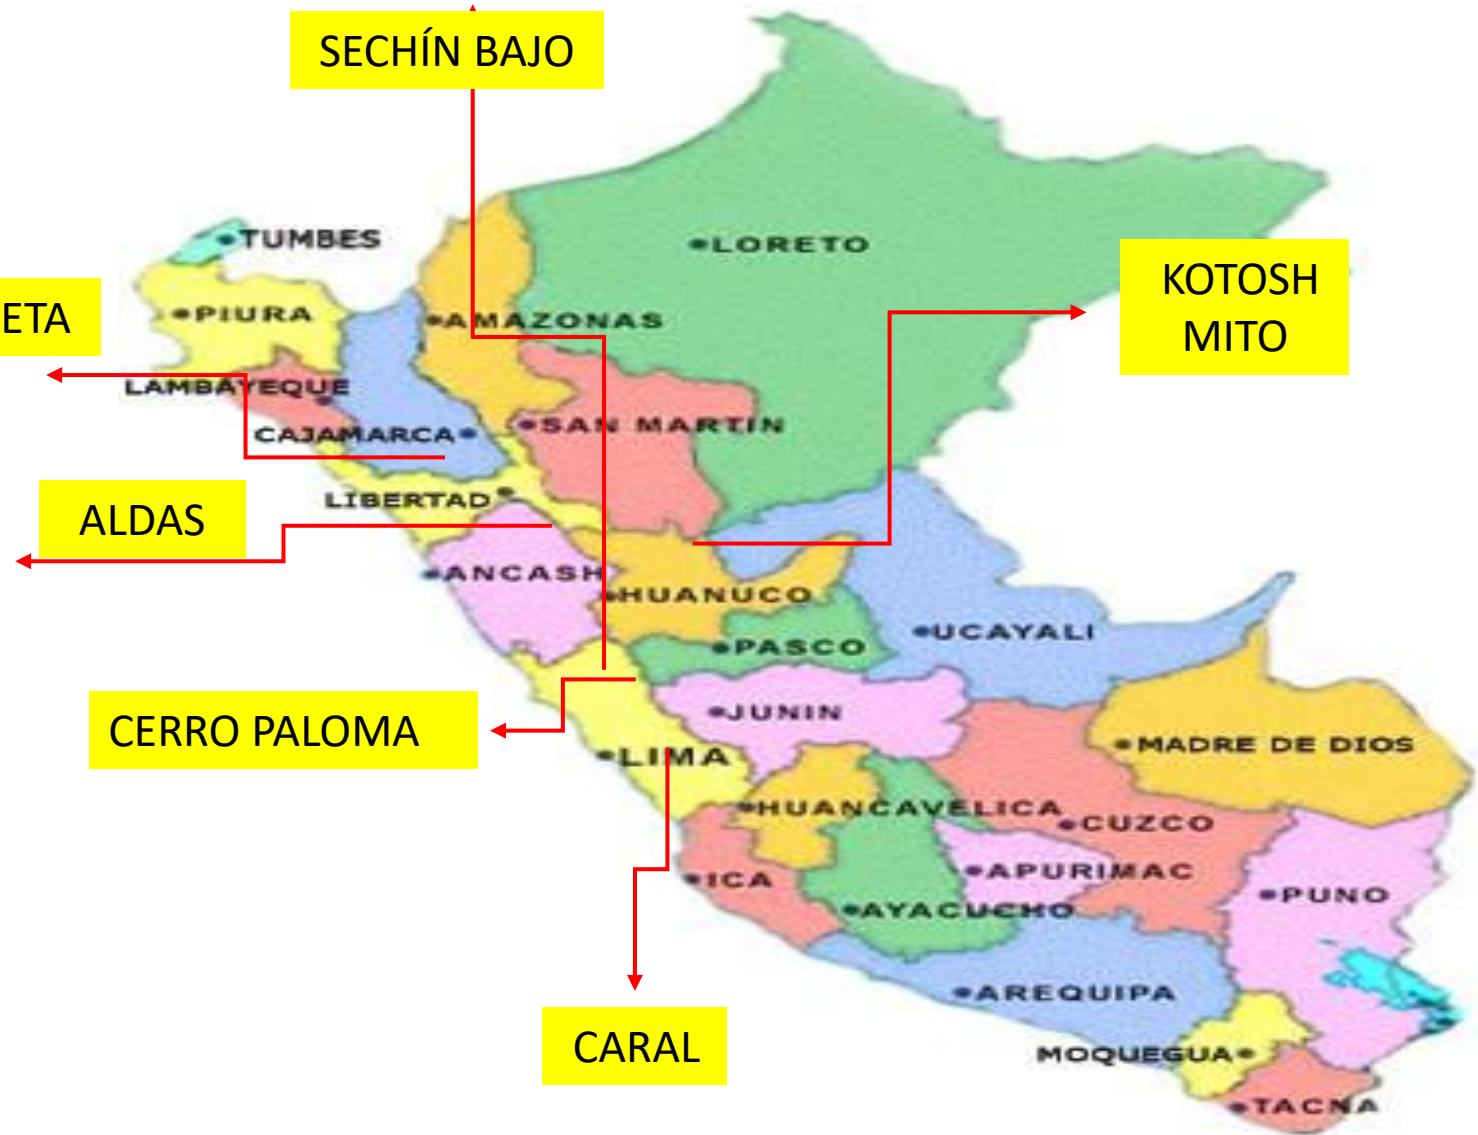 SECHÍN BAJO
TUMBES
LORETO
KOTOSH
MITO
ETA
PIURA
AMAZONAS
LAMBAYEQUE
CAJAMARCA
SAN MARTIN
LIBERTAD
ALDAS
ANCASH
HUANUCO
UCAYALI
PASCO
CERRO PALOMA
JUNIN
LIMA
MADRE DE DIOS
HUANCAVELICA
CUZCO
ICA
APURIMAC
PUNO
AYACUCHO
AREQUIPA
CARAL
MOQUEGUA
TACNA